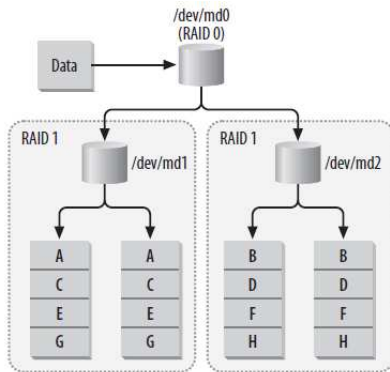 /dev/md0
(RAID 0)
Data
RAID 1
/dev/md1
RAID 1
/dev/md2
A
A
B
B
C
C
D
D
E
E
F
F
G
G
H
H